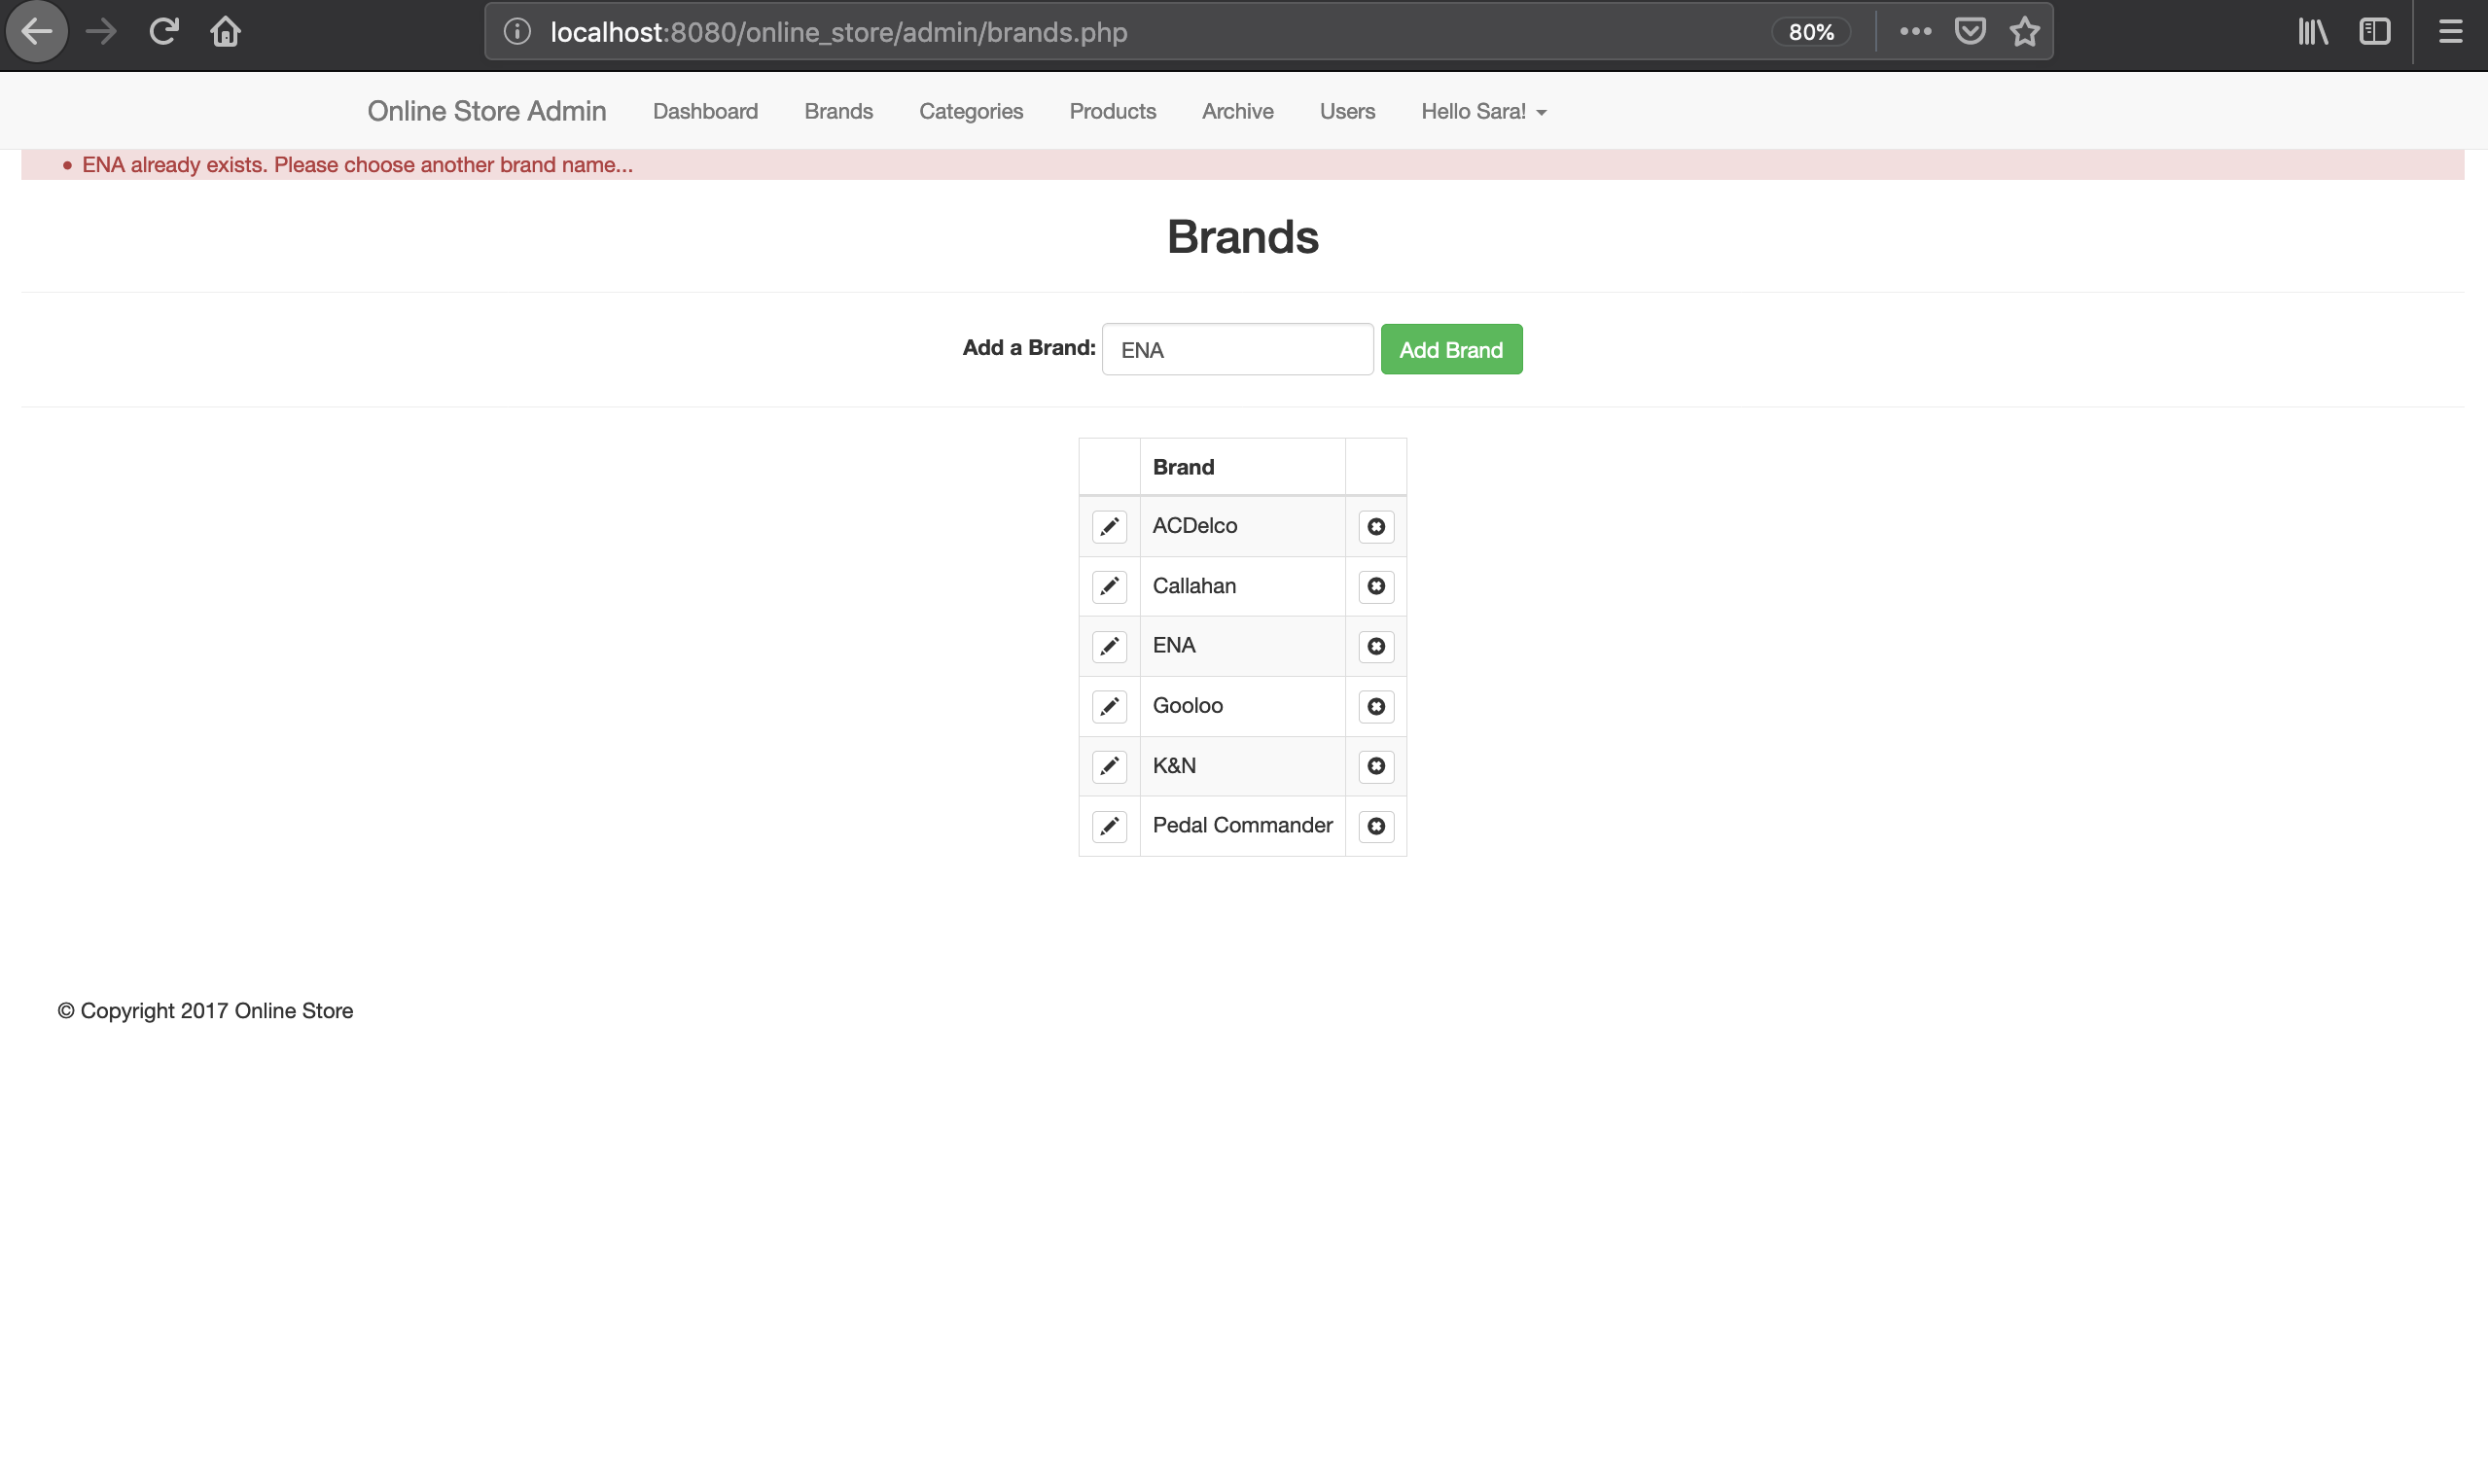 localhost:8080/online_store/admin/brands.php 80%
Online Store Admin Dashboard Brands Categories Products Archive Users Hello Sara!
• ENA already exists. Please choose another brand name...
Brands
Add a Brand: ENA Add Brand
Brand
ACDelco
Callahan
ENA
Gooloo
K&N
Pedal Commander
© Copyright 2017 Online Store